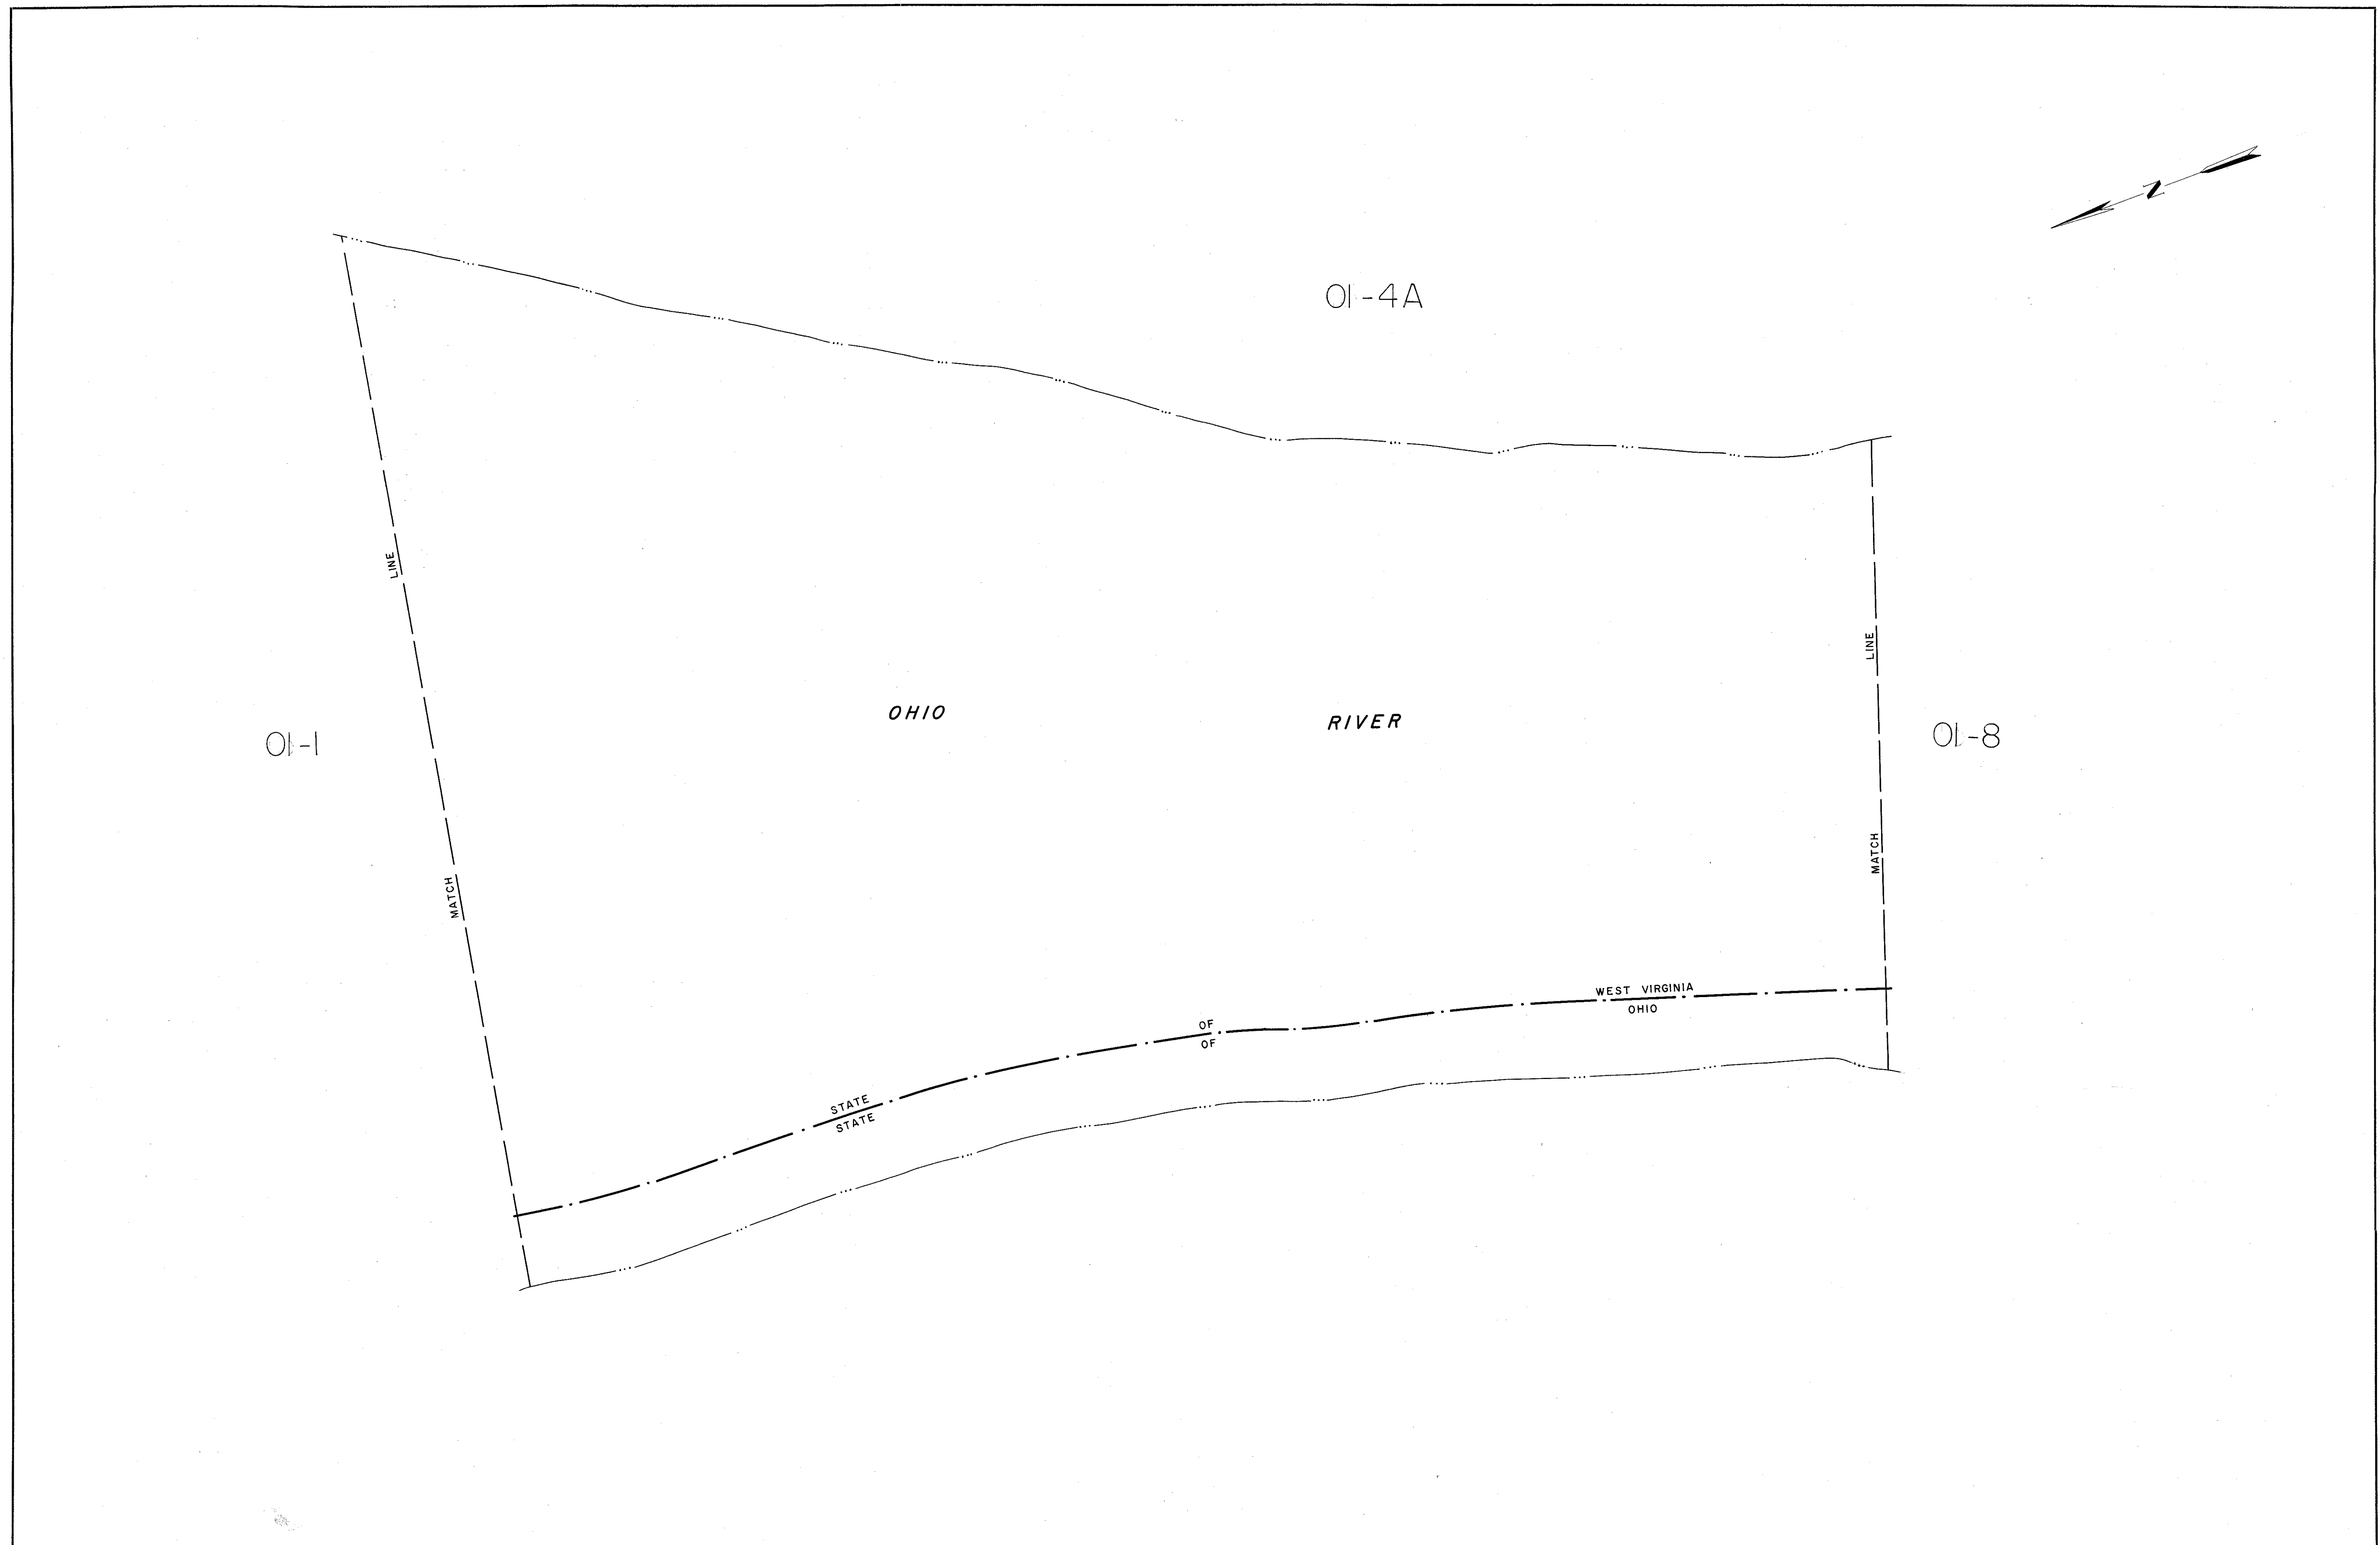 N
01-4A
LINE
MATCH
01-1
OHIO RIVER
LINE
MATCH
01-8
STATE OF WEST VIRGINIA
STATE OF OHIO